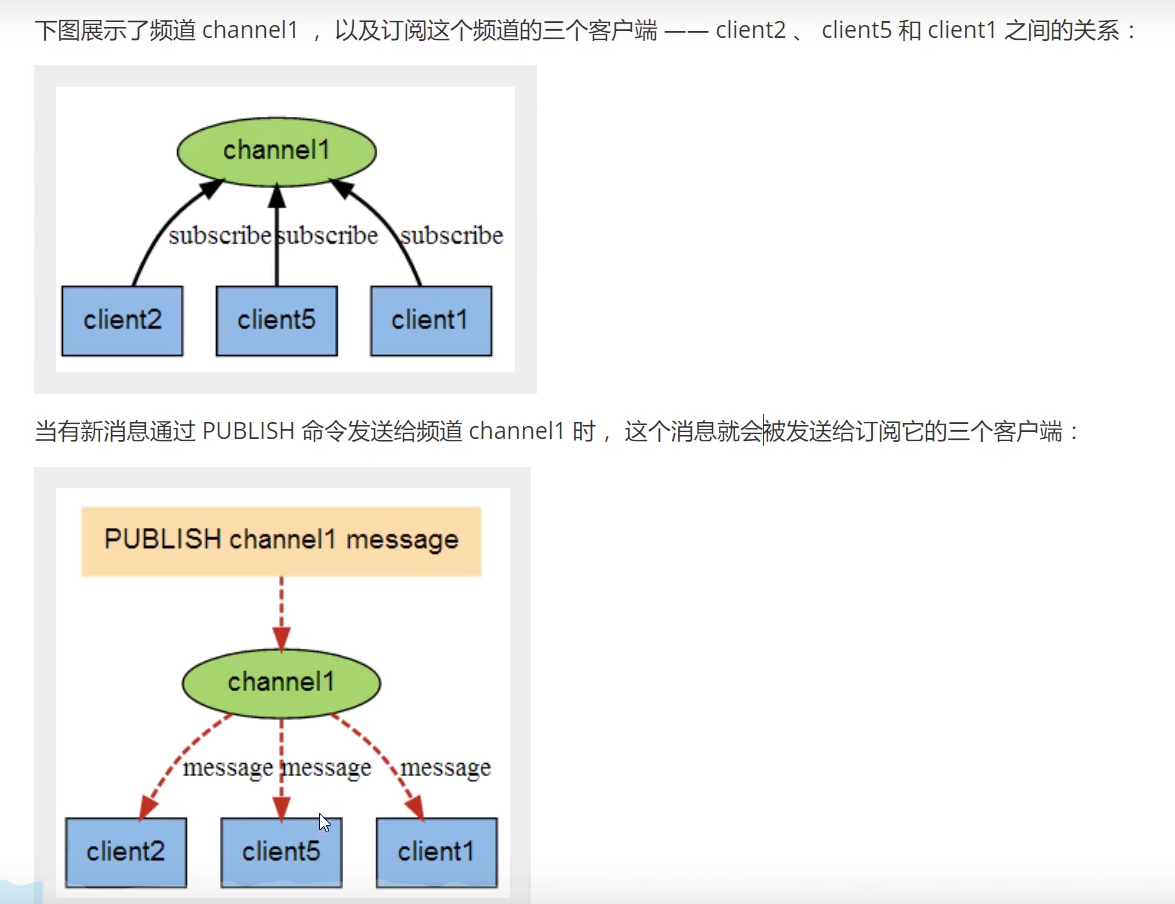 下图展示了频道 channel1 ，以及订阅这个频道的三个客户端 —— client2 、 client5 和 client1 之间的关系：
channel1
subscribe subscribe subscribe
client2 client5 client1
当有新消息通过 PUBLISH 命令发送给频道 channel1 时，这个消息就会被发送给订阅它的三个客户端：
PUBLISH channel1 message
channel1
message message message
client2 client5 client1